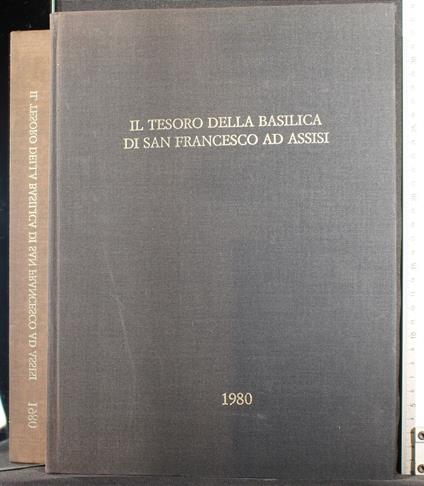 IL TESORO DELLA BASILICA
DI SAN FRANCESCO AD ASSISI
1980
IL TESORO DELLA BASILICA DI SAN FRANCESCO AD ASSISI 1980